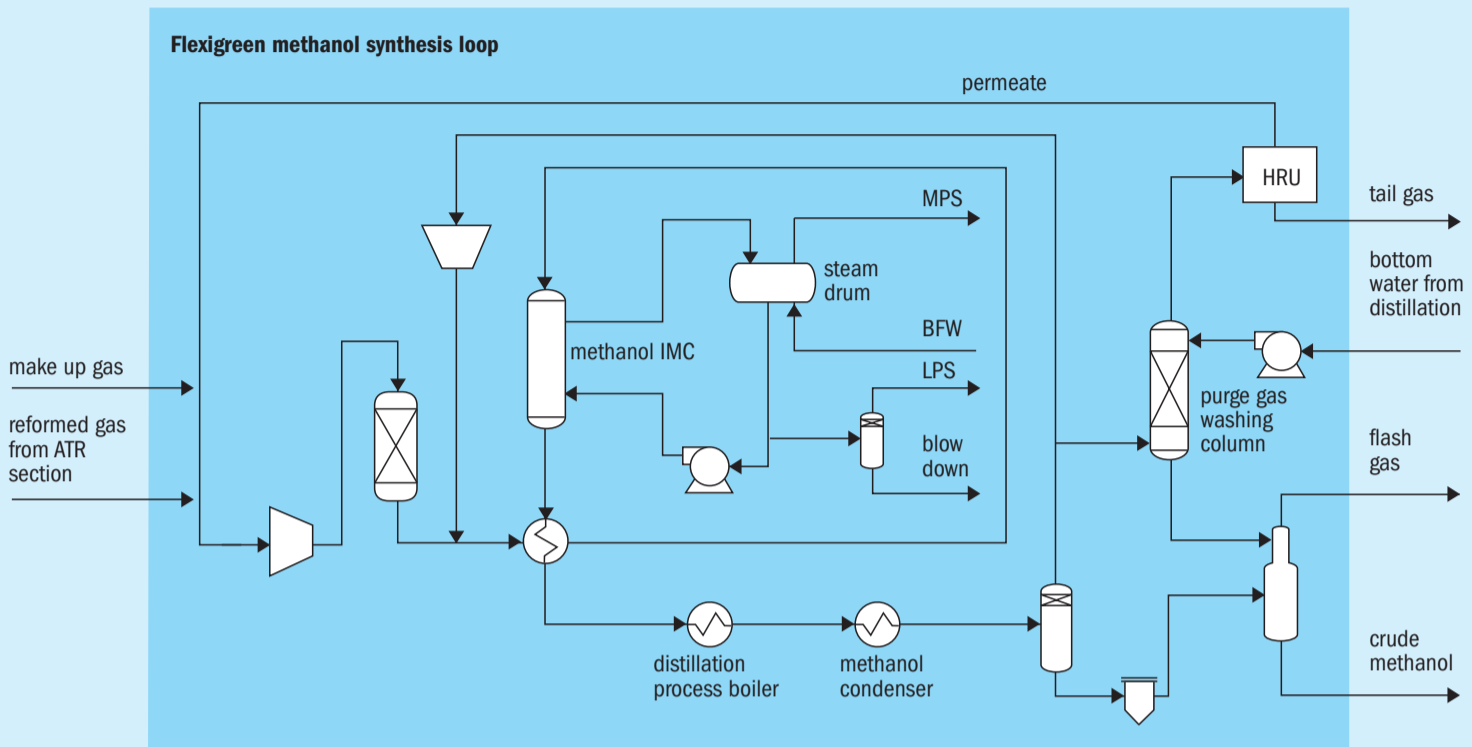 Flexigreen methanol synthesis loop
permeate
HRU
tail gas
bottom
water from
distillation
MPS
steam
drum
BFW
methanol IMC
LPS
make up gas
reformed gas
from ATR
section
purge gas
washing
column
blow
down
flash
gas
distillation
process boiler
methanol
condenser
crude
methanol